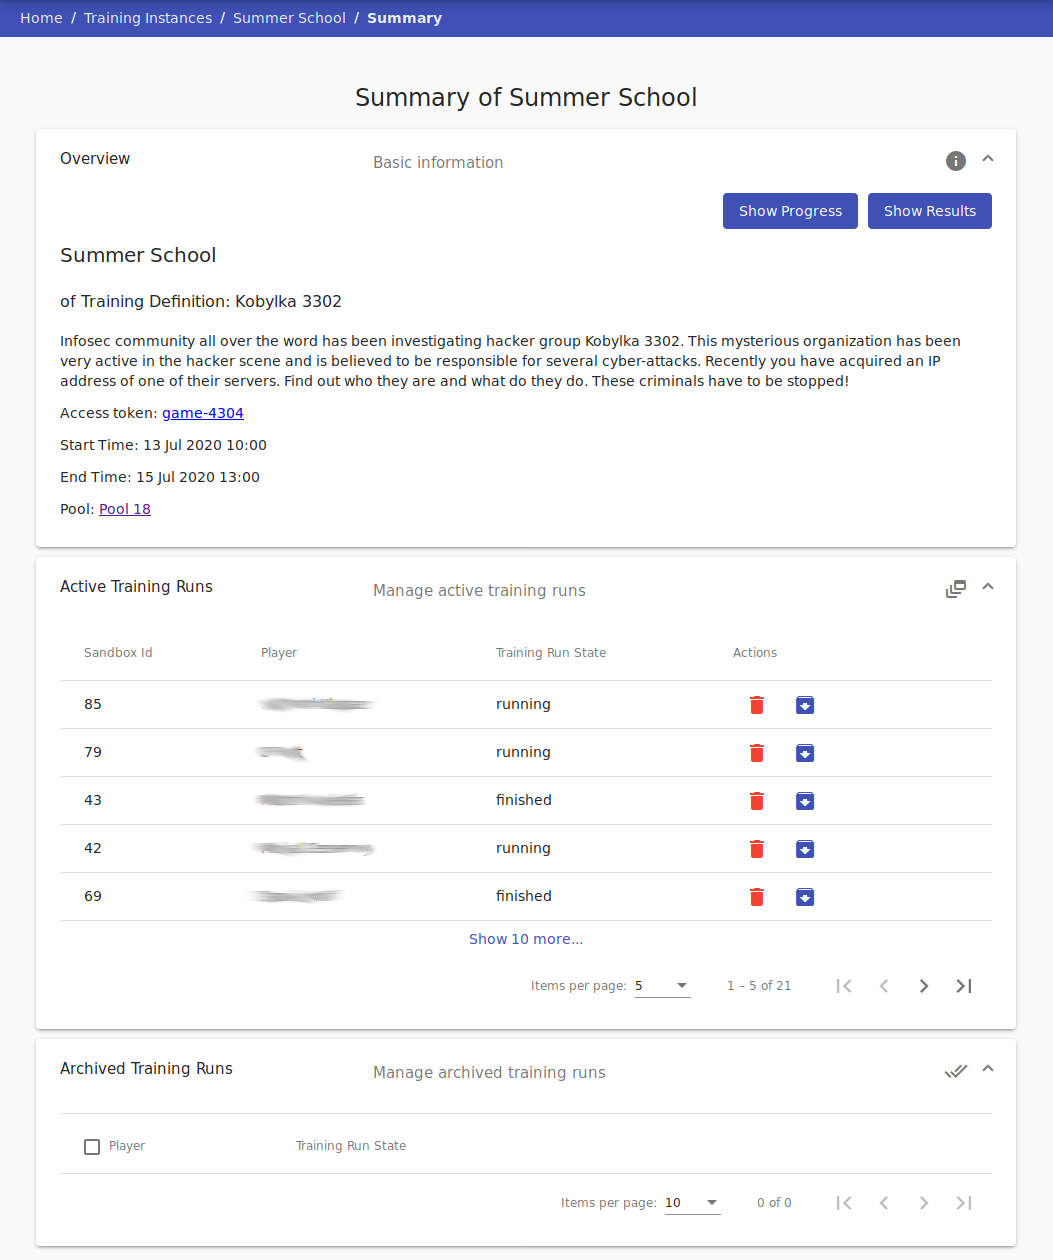 Home / Training Instances / Summer School / Summary
Summary of Summer School
Overview Basic information
Show Progress Show Results
Summer School
of Training Definition: Kobylka 3302
Infosec community all over the word has been investigating hacker group Kobylka 3302. This mysterious organization has been
very active in the hacker scene and is believed to be responsible for several cyber-attacks. Recently you have acquired an IP
address of one of their servers. Find out who they are and what do they do. These criminals have to be stopped!
Access token: game-4304
Start Time: 13 Jul 2020 10:00
End Time: 15 Jul 2020 13:00
Pool: Pool 18
Active Training Runs Manage active training runs
Sandbox Id Player Training Run State Actions
85 running
79 running
43 finished
42 running
69 finished
Show 10 more...
Items per page: 5 1 – 5 of 21
Archived Training Runs Manage archived training runs
Player Training Run State
Items per page: 10 0 of 0